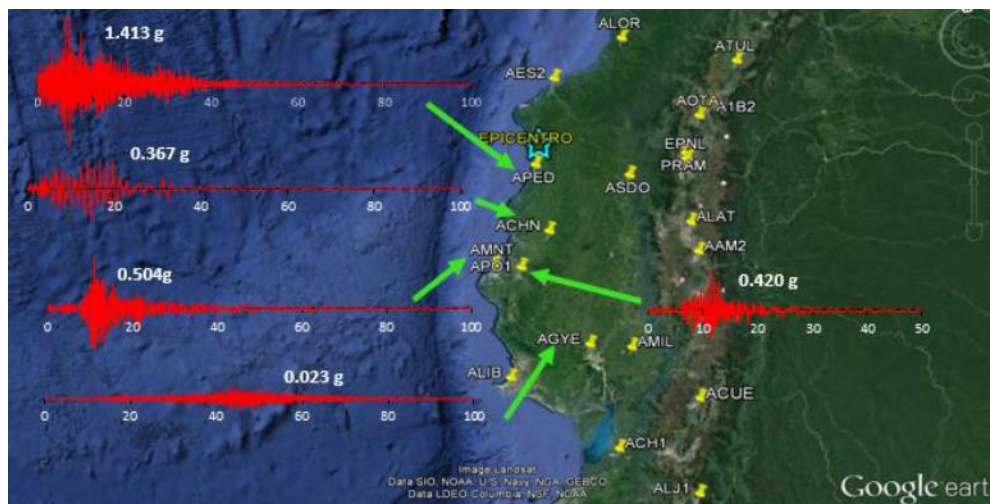 1.413 g
0 20 40 60 80 100
0.367 g
0 20 40 60 80 100
0.504g
0 20 40 60 80 100
0.023 g
0 20 40 60 80 100
0.420 g
0 10 20 30 40 50
ALOR
ATUL
AES2
AOTA
A1B2
EPICENTRO
EPNL
PRAM
APED
ASDO
ACHN
ALAT
AMNT
AAM2
APO1
AGYE
AMIL
ALIB
ACUE
ACH1
ALJ1
Image Landsat
Data SIO, NOAA, U.S. Navy, NGA, GEBCO
Data LDEO-Columbia, NSF, NOAA
Google eart